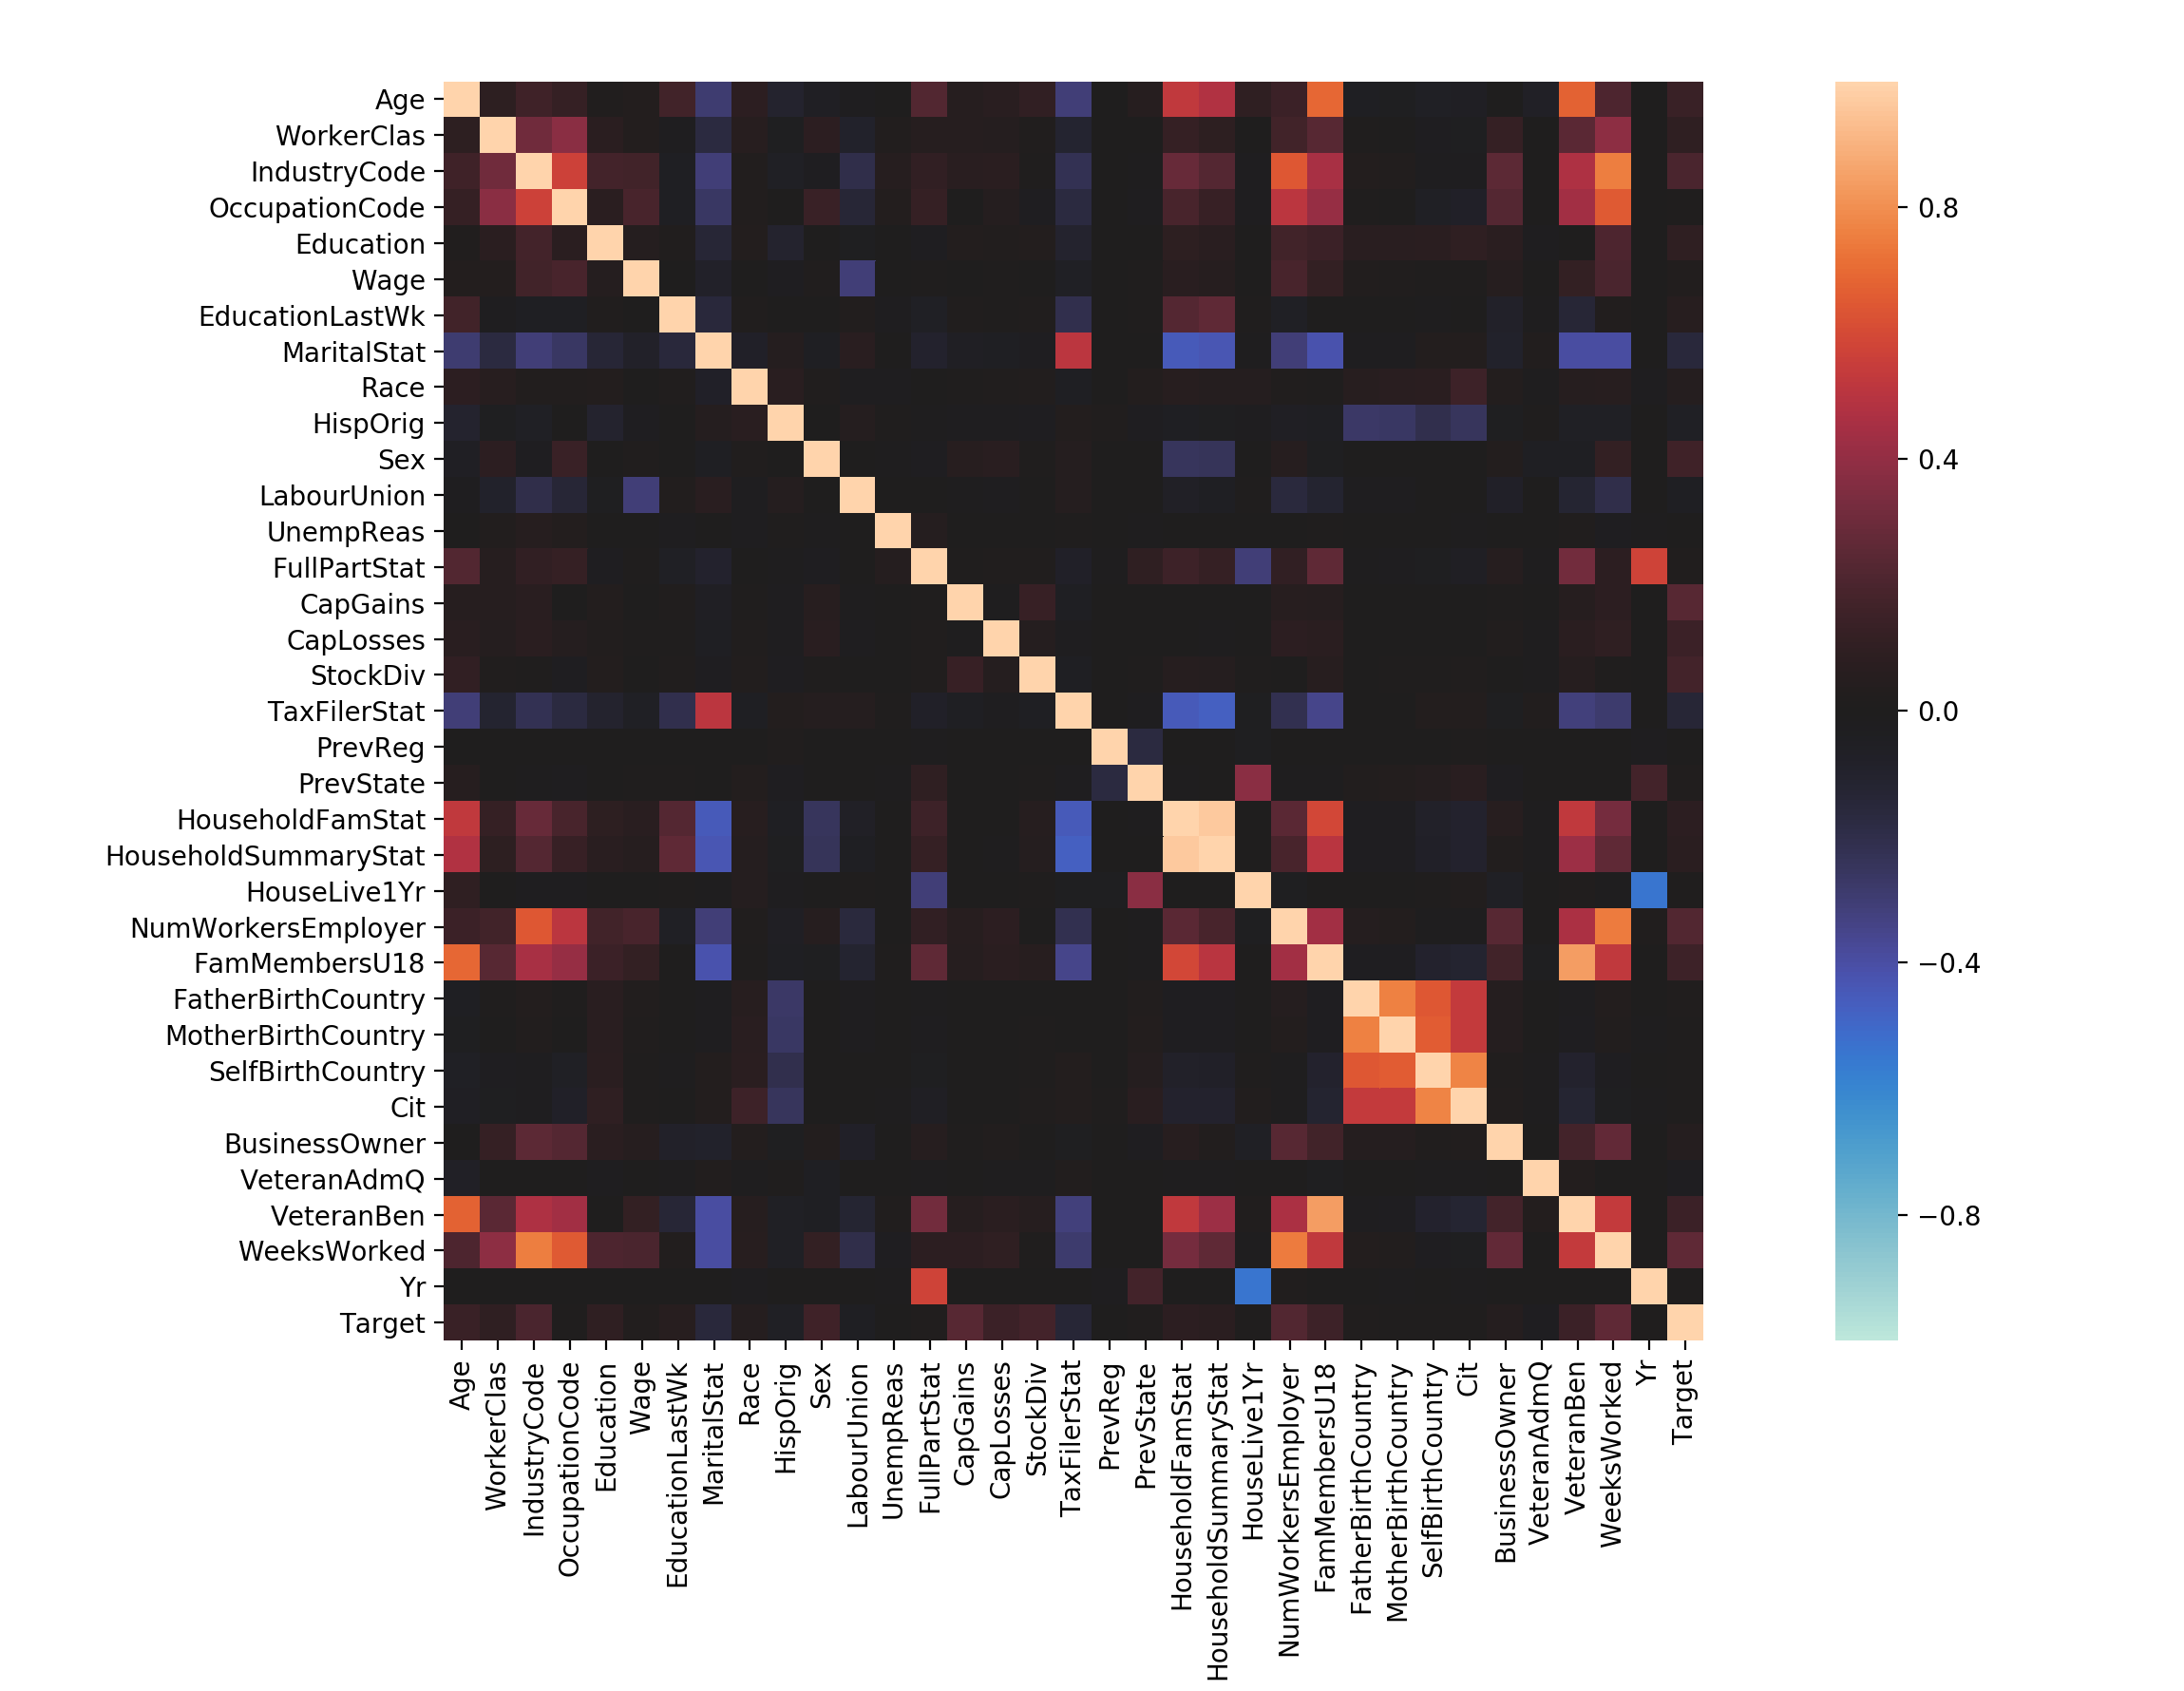 Age
WorkerClas
IndustryCode
OccupationCode
Education
Wage
EducationLastWk
MaritalStat
Race
HispOrig
Sex
LabourUnion
UnempReas
FullPartStat
CapGains
CapLosses
StockDiv
TaxFilerStat
PrevReg
PrevState
HouseholdFamStat
HouseholdSummaryStat
HouseLive1Yr
NumWorkersEmployer
FamMembersU18
FatherBirthCountry
MotherBirthCountry
SelfBirthCountry
Cit
BusinessOwner
VeteranAdmQ
VeteranBen
WeeksWorked
Yr
Target
Age
WorkerClas
IndustryCode
OccupationCode
Education
Wage
EducationLastWk
MaritalStat
Race
HispOrig
Sex
LabourUnion
UnempReas
FullPartStat
CapGains
CapLosses
StockDiv
TaxFilerStat
PrevReg
PrevState
HouseholdFamStat
HouseholdSummaryStat
HouseLive1Yr
NumWorkersEmployer
FamMembersU18
FatherBirthCountry
MotherBirthCountry
SelfBirthCountry
Cit
BusinessOwner
VeteranAdmQ
VeteranBen
WeeksWorked
Yr
Target
0.8
0.4
0.0
−0.4
−0.8